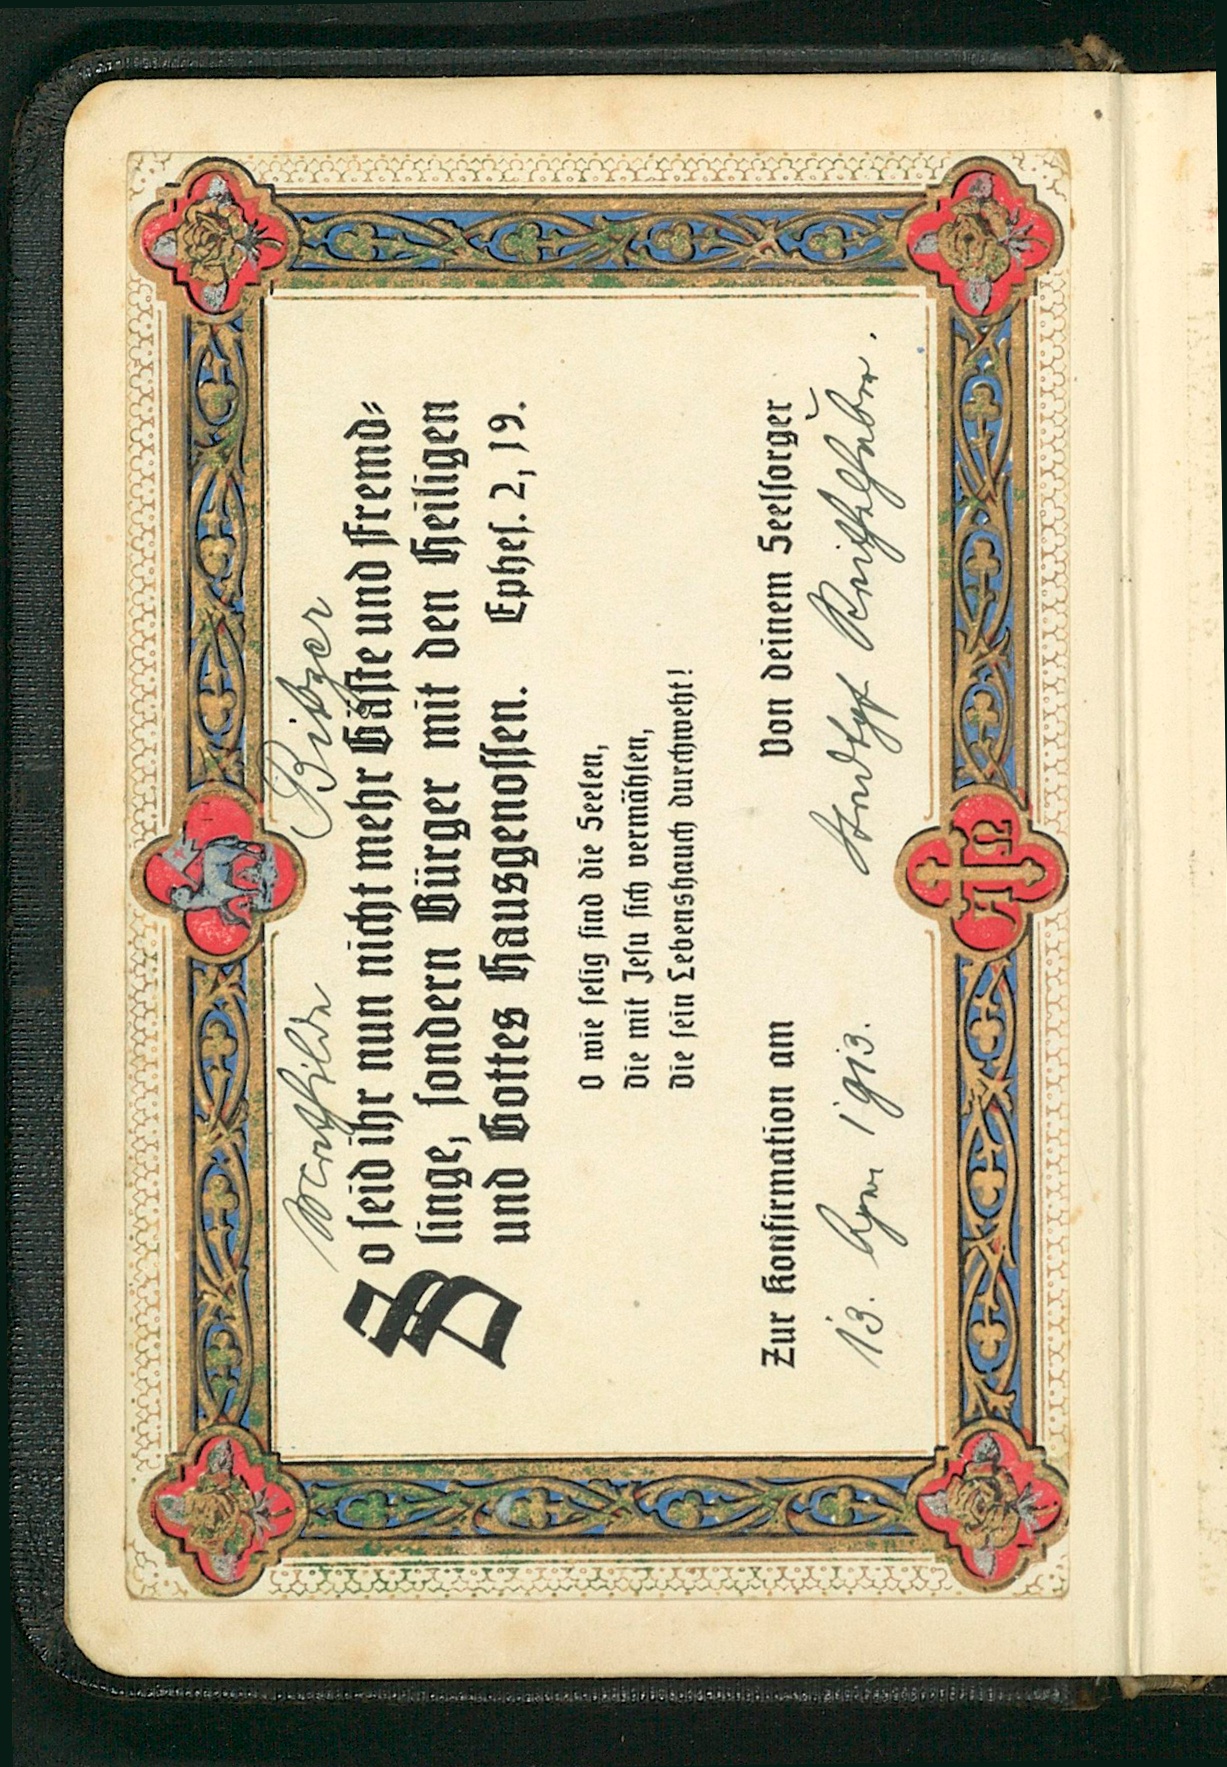 Mathilde Bitzer
So seid ihr nun nicht mehr Gäste und Fremd-
linge, sondern Bürger mit den Heiligen
und Gottes Hausgenossen. Ephes. 2, 19.
O wie selig sind die Seelen,
Die mit Jesu sich vermählen,
Die sein Lebenshauch durchweht!
Zur Konfirmation am
13. 1913.
Von deinem Seelsorger
Α Ω